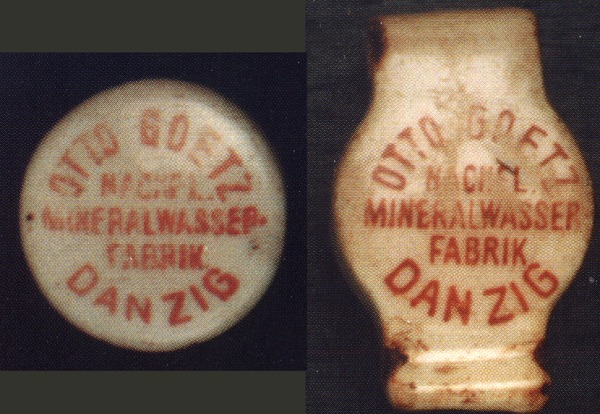 OTTO GOETZ
NACHFL.
MINERALWASSER
FABRIK
DANZIG
OTTO GOETZ
NACHFL.
MINERALWASSER
FABRIK
DANZIG